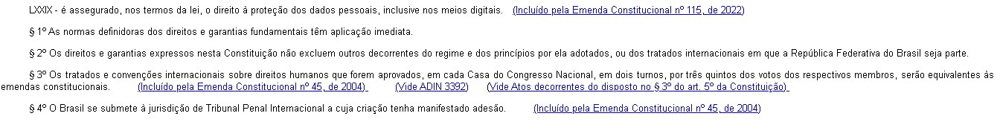 LXXIX - é assegurado, nos termos da lei, o direito à proteção dos dados pessoais, inclusive nos meios digitais. (Incluído pela Emenda Constitucional nº 115, de 2022)
§ 1º As normas definidoras dos direitos e garantias fundamentais têm aplicação imediata.
§ 2º Os direitos e garantias expressos nesta Constituição não excluem outros decorrentes do regime e dos princípios por ela adotados, ou dos tratados internacionais em que a República Federativa do Brasil seja parte.
§ 3º Os tratados e convenções internacionais sobre direitos humanos que forem aprovados, em cada Casa do Congresso Nacional, em dois turnos, por três quintos dos votos dos respectivos membros, serão equivalentes às
emendas constitucionais. (Incluído pela Emenda Constitucional nº 45, de 2004) (Vide ADIN 3392) (Vide Atos decorrentes do disposto no § 3º do art. 5º da Constituição)
§ 4º O Brasil se submete à jurisdição de Tribunal Penal Internacional a cuja criação tenha manifestado adesão. (Incluído pela Emenda Constitucional nº 45, de 2004)